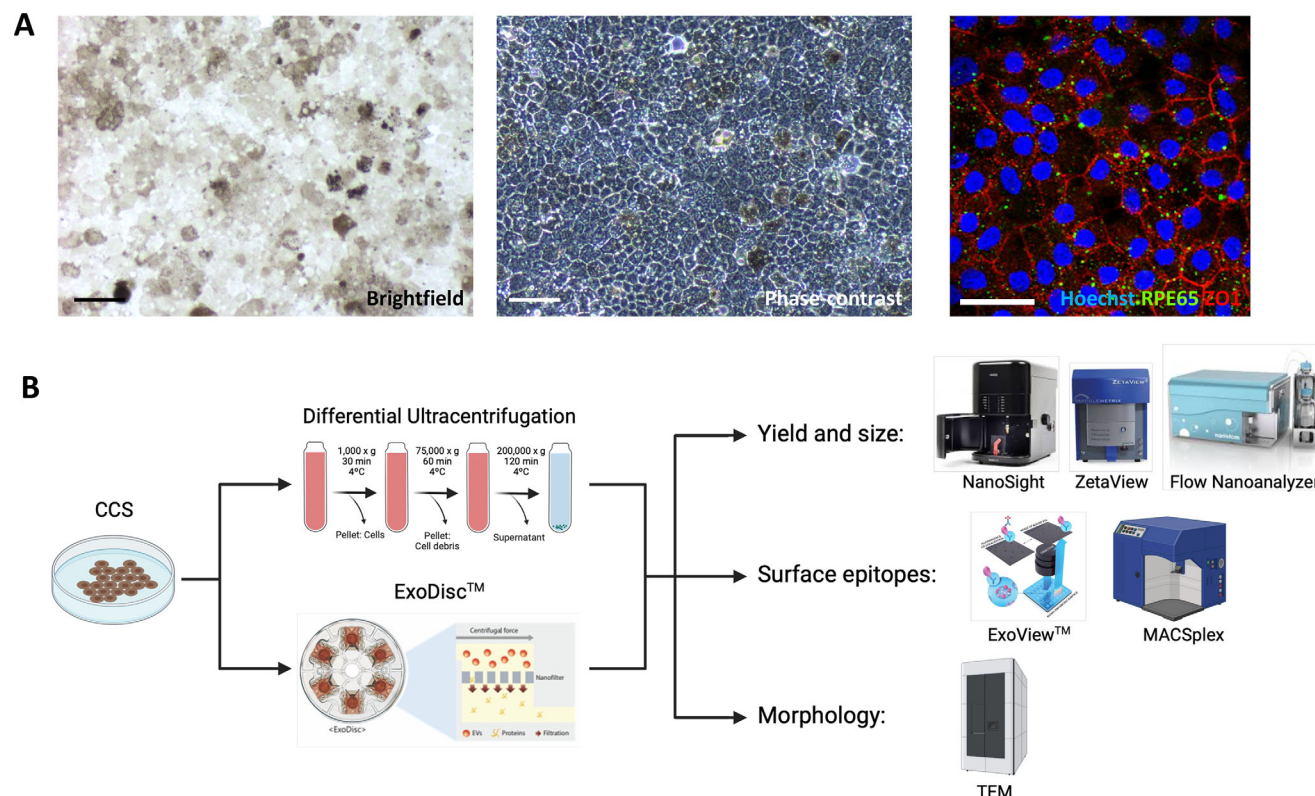 A
Brightfield
Phase-contrast
Hoechst RPE65 ZO1
B
Differential Ultracentrifugation
1,000 x g
30 min
4ºC
75,000 x g
60 min
4ºC
200,000 x g
120 min
4ºC
Pellet: Cells
Pellet:
Cell debris
Supernatant
CCS
ExoDisc™
Centrifugal force
Nanofilter
EVs
Proteins
Filtration
<ExoDisc>
Yield and size:
NanoSight
ZETAVIEW
ZetaView
Flow Nanoanalyzer
Surface epitopes:
ExoView™
MACSplex
Morphology:
TEM